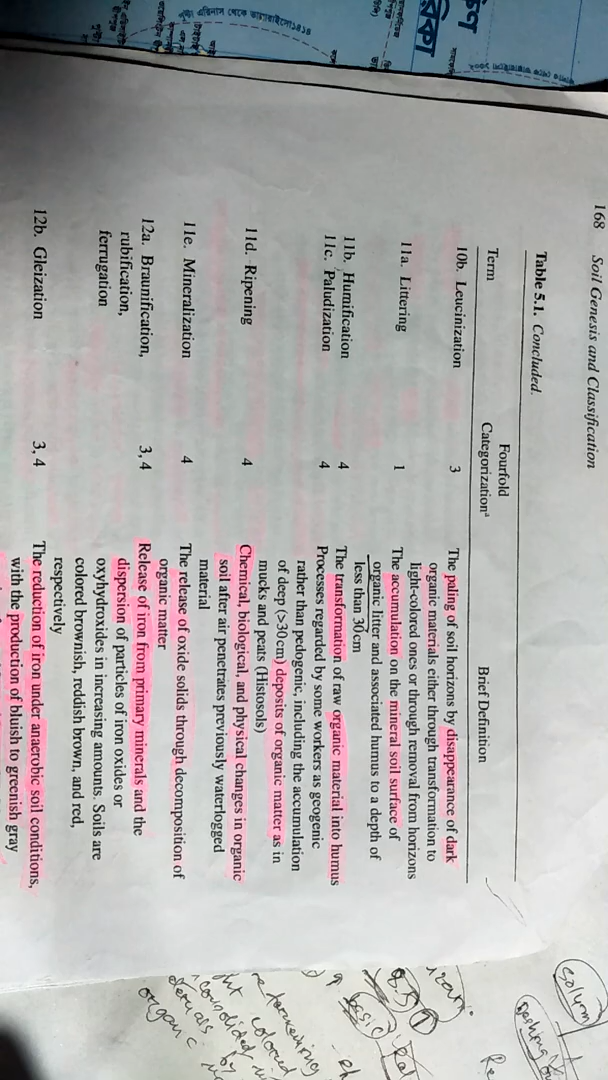 168 Soil Genesis and Classification
Table 5.1. Concluded.
Term
Fourfold
Categorizationª
Brief Definition
10b. Leucinization 3 The paling of soil horizons by disappearance of dark
organic materials either through transformation to
light-colored ones or through removal from horizons
11a. Littering 1 The accumulation on the mineral soil surface of
organic litter and associated humus to a depth of
less than 30 cm
11b. Humification 4 The transformation of raw organic material into humus
11c. Paludization 4 Processes regarded by some workers as geogenic
rather than pedogenic, including the accumulation
of deep (>30 cm) deposits of organic matter as in
mucks and peats (Histosols)
11d. Ripening 4 Chemical, biological, and physical changes in organic
soil after air penetrates previously waterlogged
material
11e. Mineralization 4 The release of oxide solids through decomposition of
organic matter
12a. Braunification, 3, 4 Release of iron from primary minerals and the
rubification, dispersion of particles of iron oxides or
ferrugation oxyhydroxides in increasing amounts. Soils are
colored brownish, reddish brown, and red,
respectively
12b. Gleization 3, 4 The reduction of iron under anaerobic soil conditions,
with the production of bluish to greenish gray
solum
basic
organic